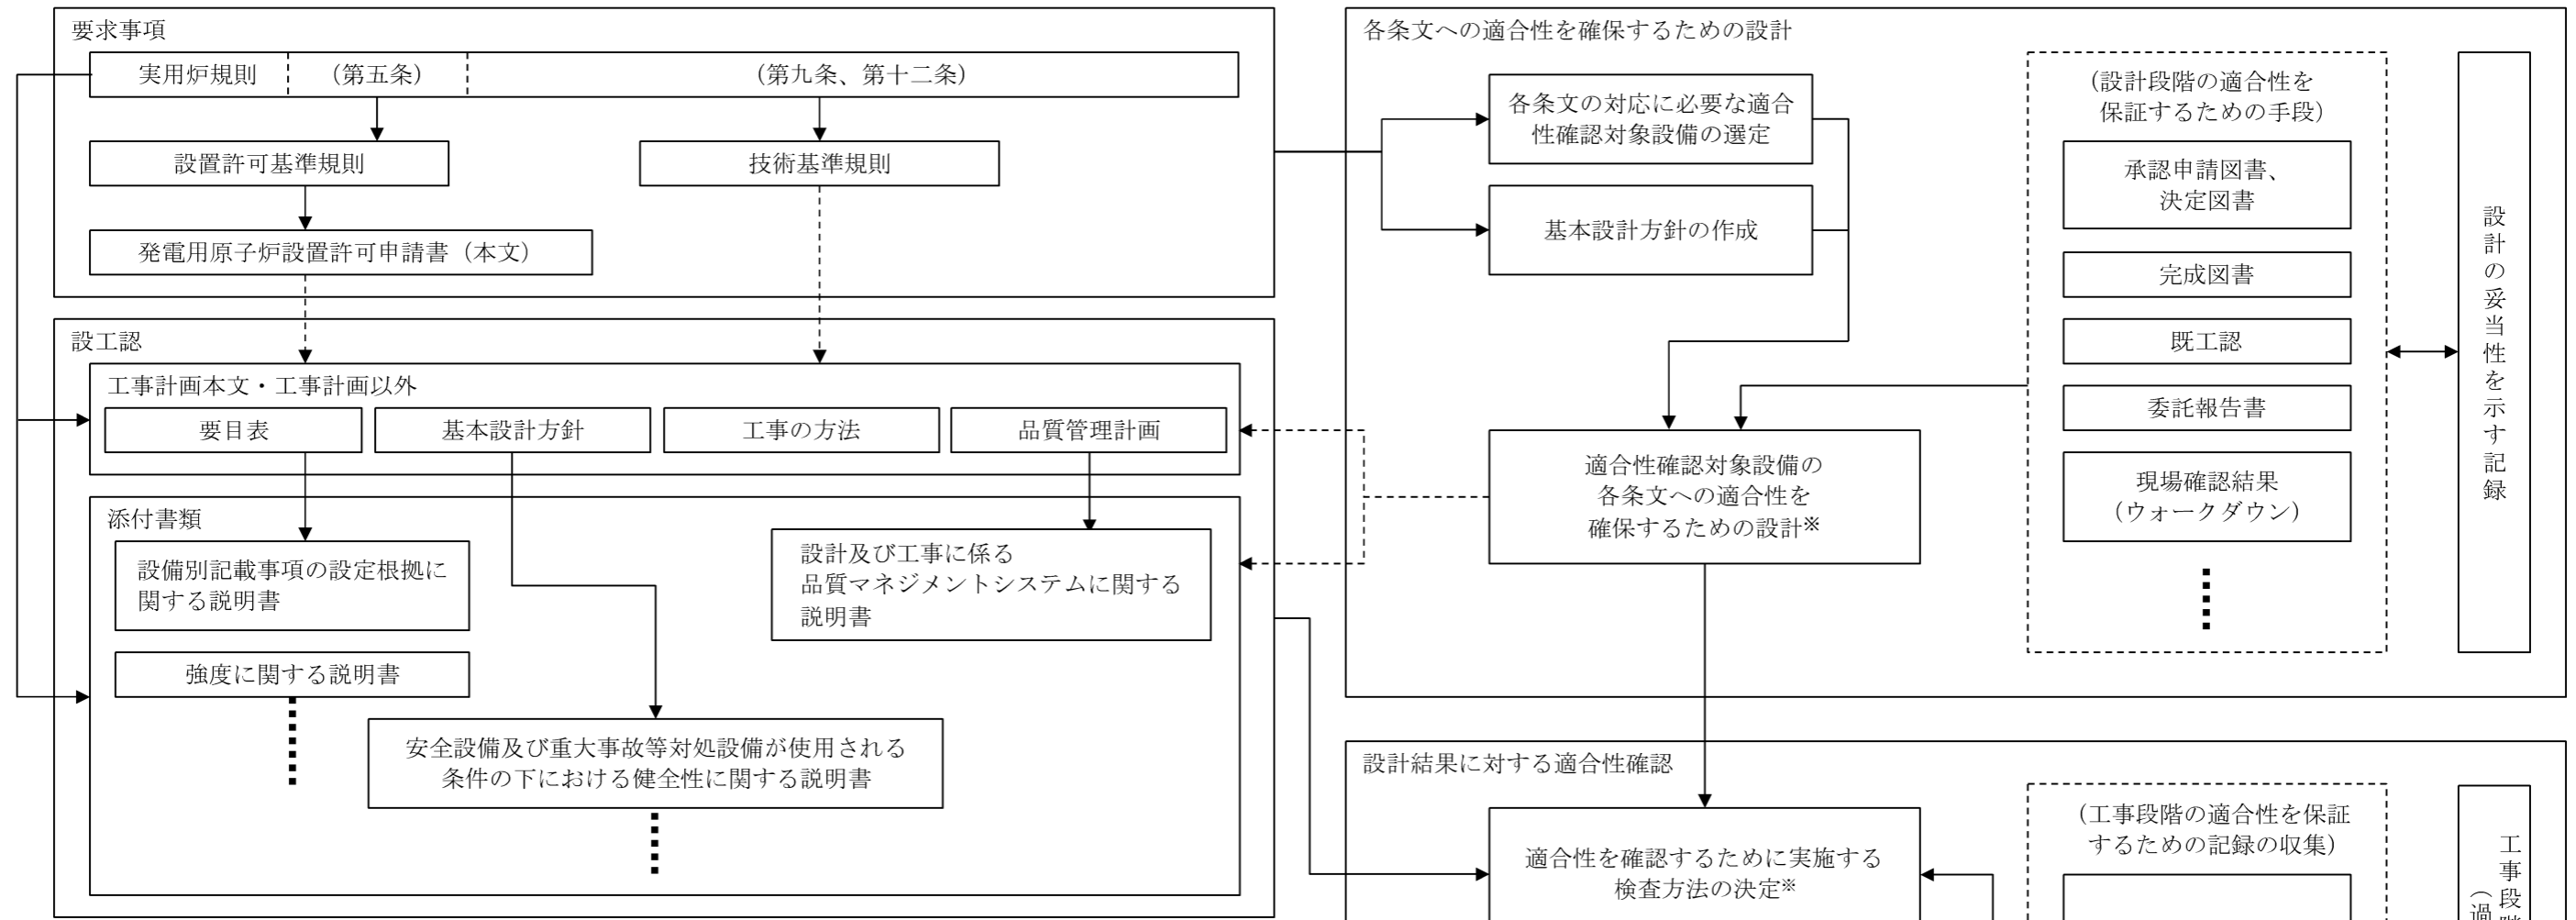 要求事項
実用炉規則
（第五条）
（第九条、第十二条）
設置許可基準規則
技術基準規則
発電用原子炉設置許可申請書（本文）
設工認
工事計画本文・工事計画以外
要目表
基本設計方針
工事の方法
品質管理計画
添付書類
設備別記載事項の設定根拠に
関する説明書
設計及び工事に係る
品質マネジメントシステムに関する
説明書
強度に関する説明書
安全設備及び重大事故等対処設備が使用される
条件の下における健全性に関する説明書
各条文への適合性を確保するための設計
各条文の対応に必要な適合
性確認対象設備の選定
基本設計方針の作成
適合性確認対象設備の
各条文への適合性を
確保するための設計※
（設計段階の適合性を
保証するための手段）
承認申請図書、
決定図書
完成図書
既工認
委託報告書
現場確認結果
（ウォークダウン）
設計の妥当性を示す記録
設計結果に対する適合性確認
適合性を確認するために実施する
検査方法の決定※
（工事段階の適合性を保証
するための記録の収集）
工事段
（過